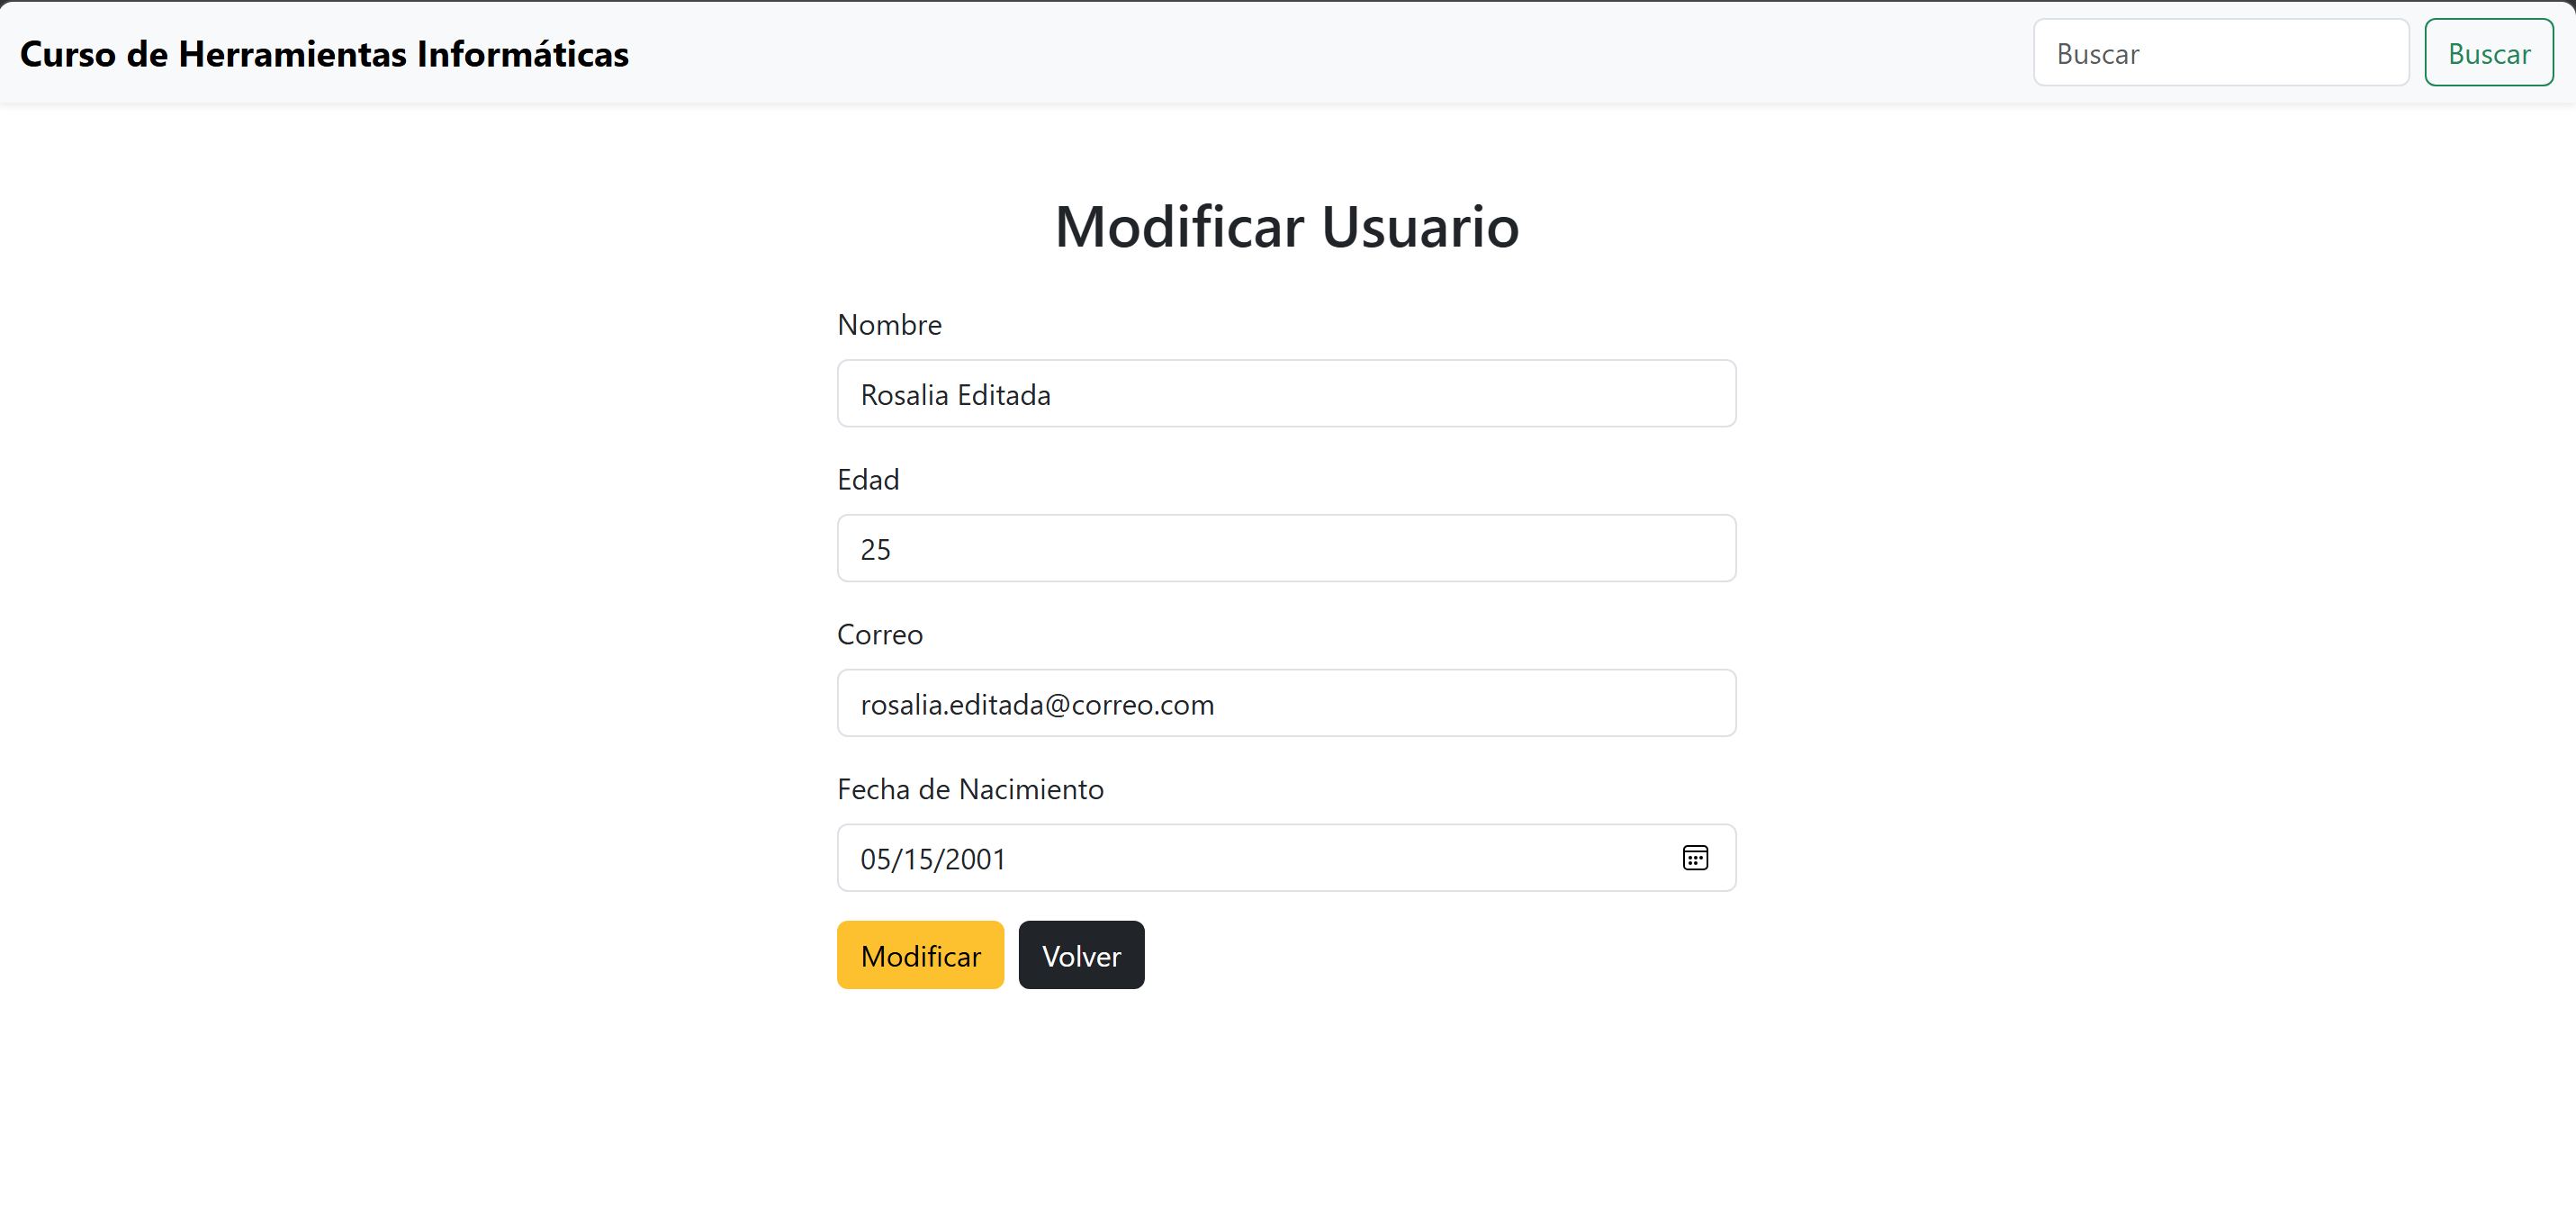 Curso de Herramientas Informáticas
Buscar
Buscar
Modificar Usuario
Nombre
Rosalia Editada
Edad
25
Correo
rosalia.editada@correo.com
Fecha de Nacimiento
05/15/2001
Modificar
Volver